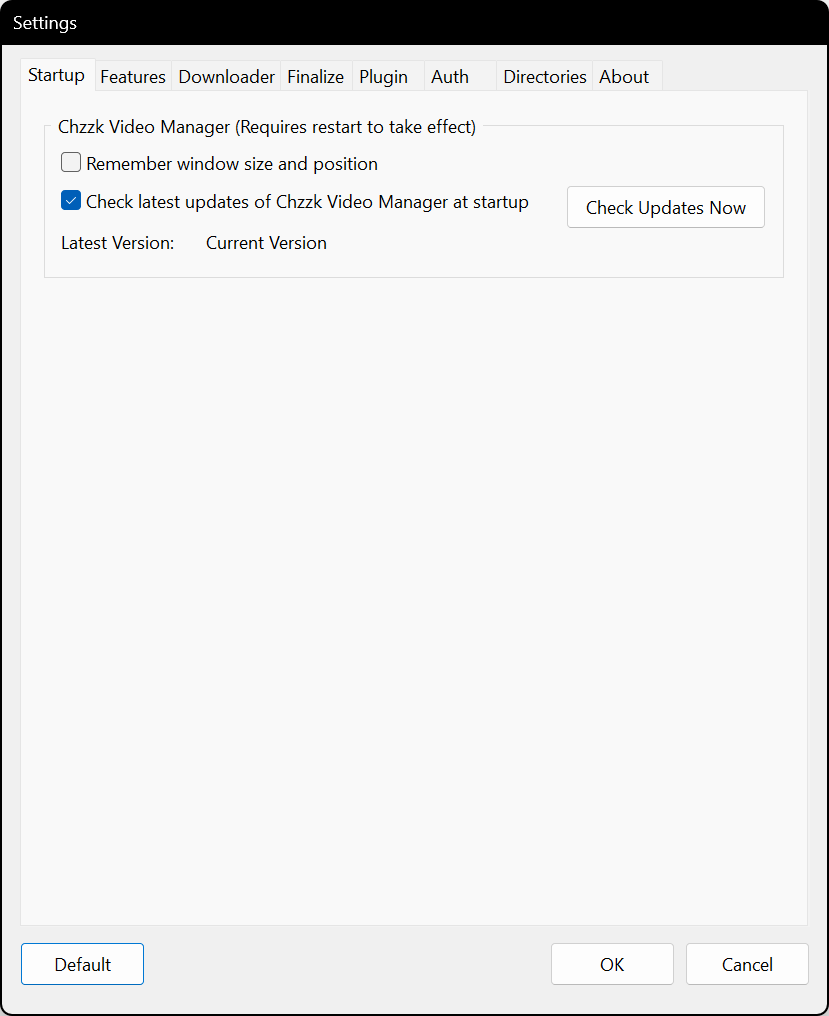 Settings
Startup Features Downloader Finalize Plugin Auth Directories About
Chzzk Video Manager (Requires restart to take effect)
Remember window size and position
Check latest updates of Chzzk Video Manager at startup
Check Updates Now
Latest Version: Current Version
Default OK Cancel